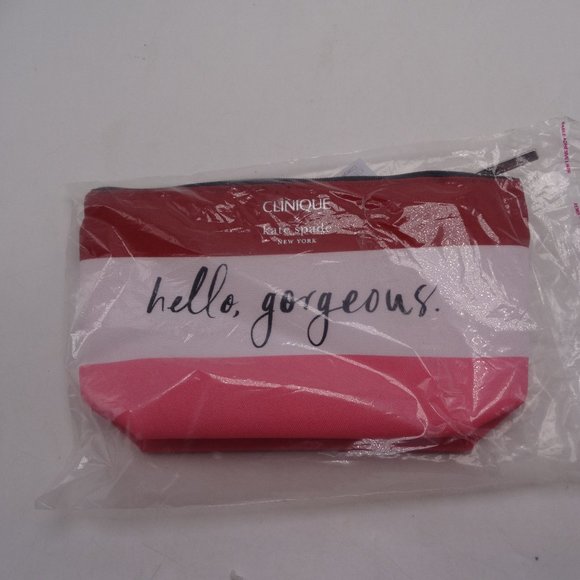 CLINIQUE
kate spade
NEW YORK
hello, gorgeous.